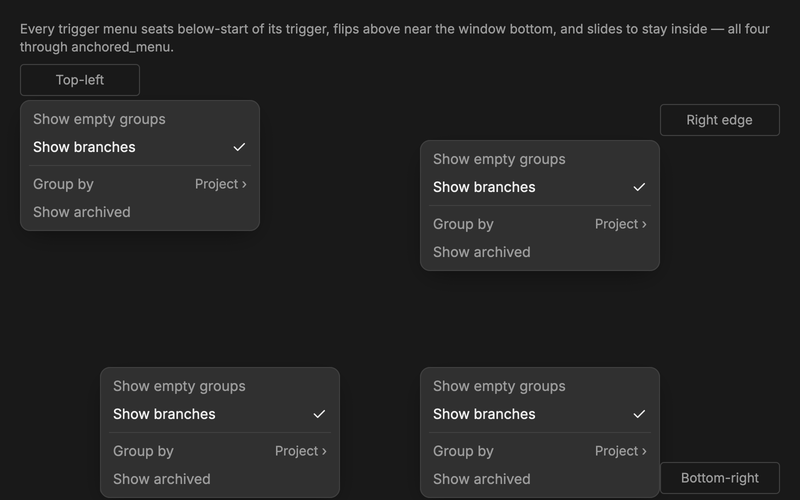 Every trigger menu seats below-start of its trigger, flips above near the window bottom, and slides to stay inside — all four
through anchored_menu.
Top-left
Show empty groups
Show branches
Group by Project ›
Show archived
Right edge
Show empty groups
Show branches
Group by Project ›
Show archived
Show empty groups
Show branches
Group by Project ›
Show archived
Show empty groups
Show branches
Group by Project ›
Show archived
Bottom-right